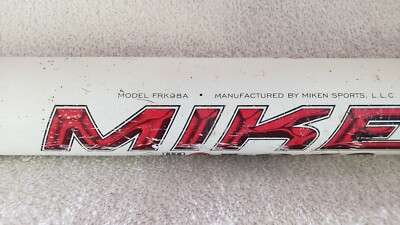 MODEL FRK98A • MANUFACTURED BY MIKEN SPORTS, L.L.C.
MIKE